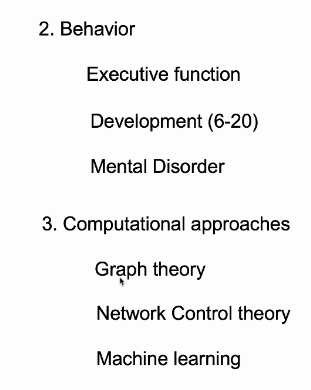 2. Behavior
Executive function
Development (6-20)
Mental Disorder
3. Computational approaches
Graph theory
Network Control theory
Machine learning